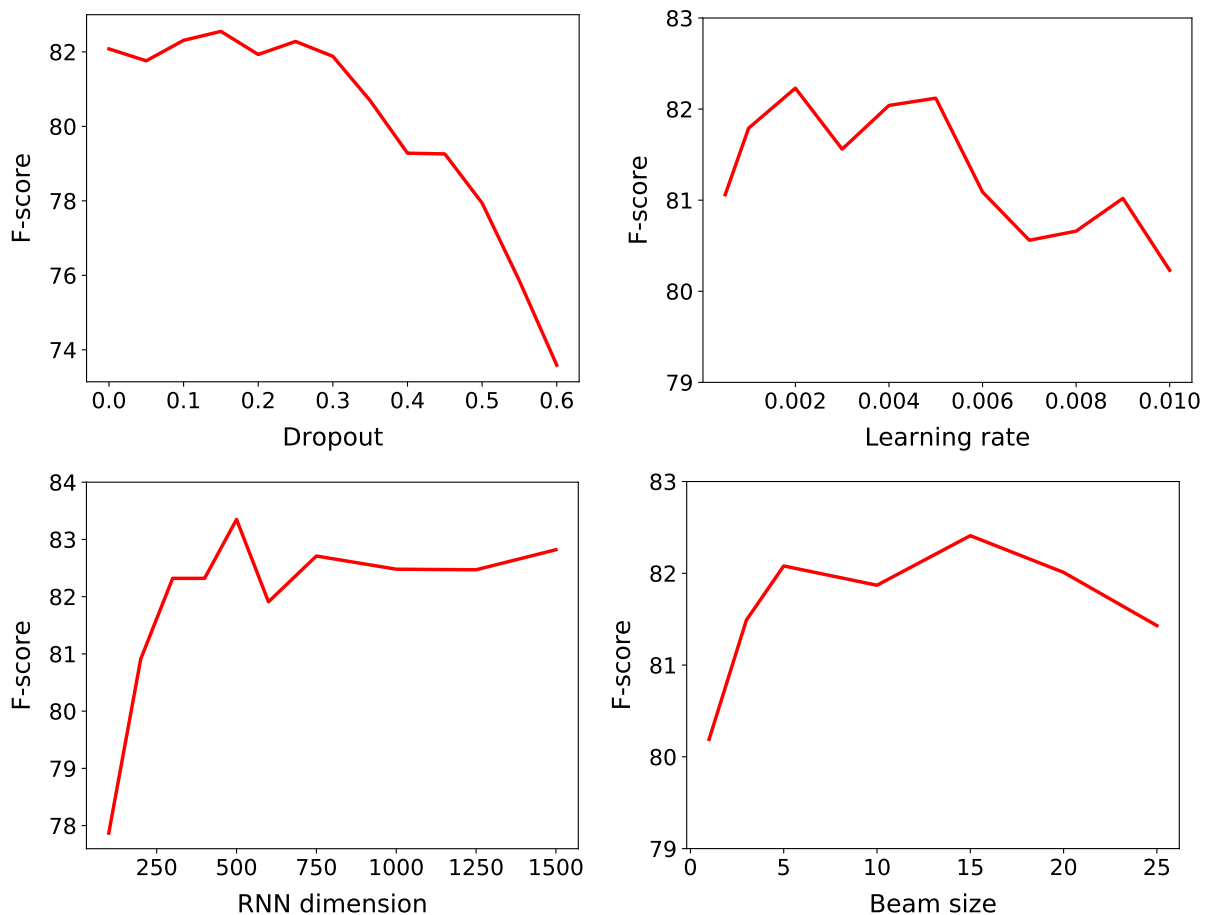 82
80
78
76
74
F-score
0.0 0.1 0.2 0.3 0.4 0.5 0.6
Dropout
83
82
81
80
79
F-score
0.002 0.004 0.006 0.008 0.010
Learning rate
84
83
82
81
80
79
78
F-score
250 500 750 1000 1250 1500
RNN dimension
83
82
81
80
79
F-score
0 5 10 15 20 25
Beam size